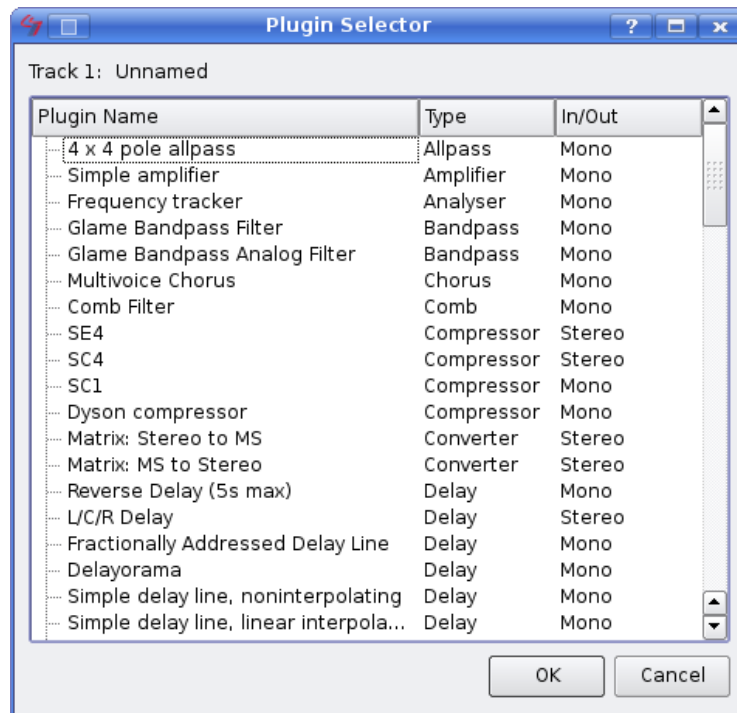 Plugin Selector
Track 1: Unnamed
Plugin Name Type In/Out
4 x 4 pole allpass Allpass Mono
Simple amplifier Amplifier Mono
Frequency tracker Analyser Mono
Glame Bandpass Filter Bandpass Mono
Glame Bandpass Analog Filter Bandpass Mono
Multivoice Chorus Chorus Mono
Comb Filter Comb Mono
SE4 Compressor Stereo
SC4 Compressor Stereo
SC1 Compressor Mono
Dyson compressor Compressor Mono
Matrix: Stereo to MS Converter Stereo
Matrix: MS to Stereo Converter Stereo
Reverse Delay (5s max) Delay Mono
L/C/R Delay Delay Stereo
Fractionally Addressed Delay Line Delay Mono
Delayorama Delay Mono
Simple delay line, noninterpolating Delay Mono
Simple delay line, linear interpola... Delay Mono
OK Cancel